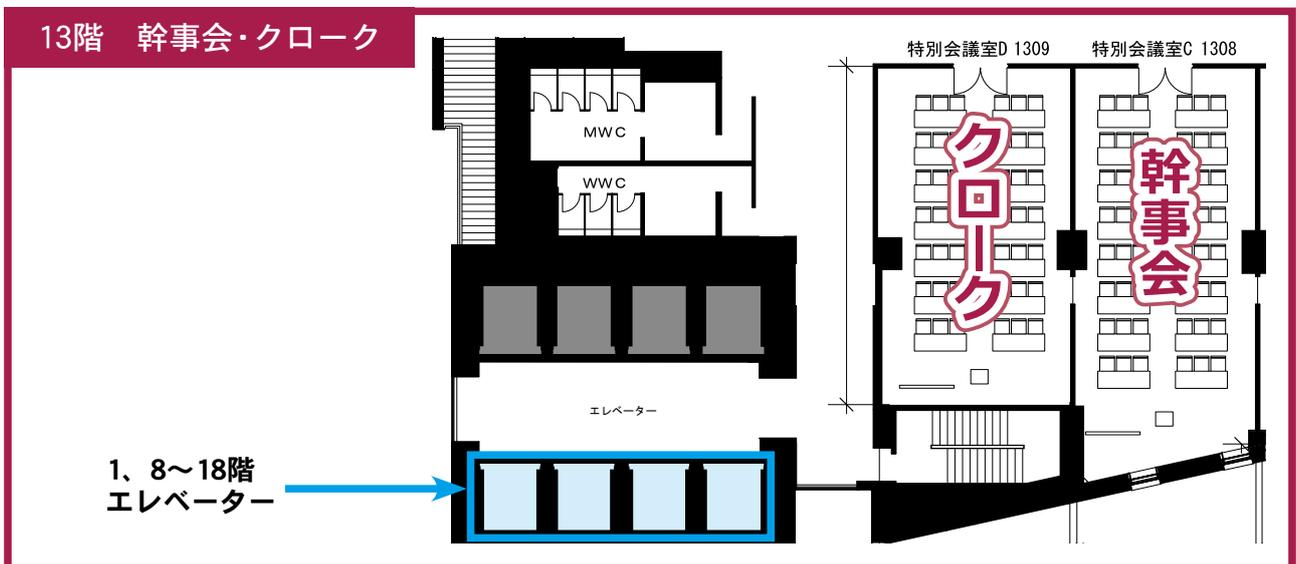 13階　幹事会・クローク
特別会議室D 1309
特別会議室C 1308
MWC
WWC
クローク
幹事会
エレベーター
1、8〜18階
エレベーター